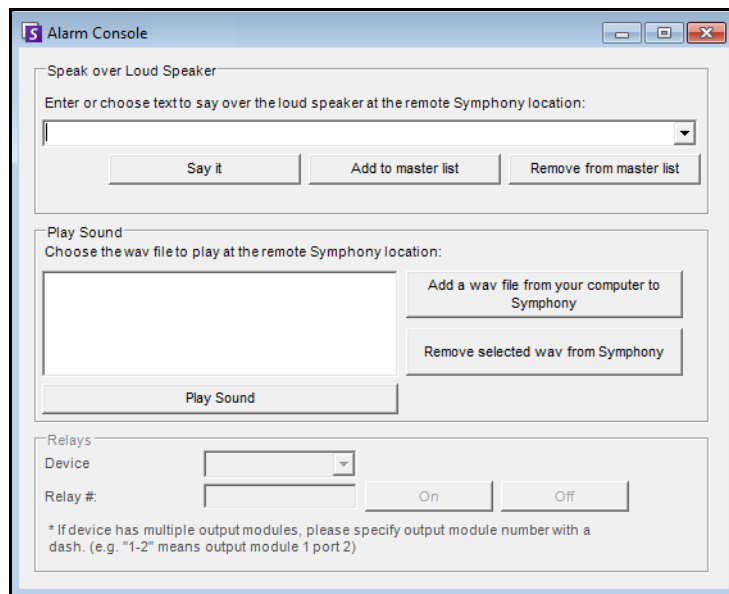 Alarm Console
Speak over Loud Speaker
Enter or choose text to say over the loud speaker at the remote Symphony location:
Say it
Add to master list
Remove from master list
Play Sound
Choose the wav file to play at the remote Symphony location:
Add a wav file from your computer to
Symphony
Remove selected wav from Symphony
Play Sound
Relays
Device
Relay #:
On
Off
* If device has multiple output modules, please specify output module number with a
dash. (e.g. "1-2" means output module 1 port 2)